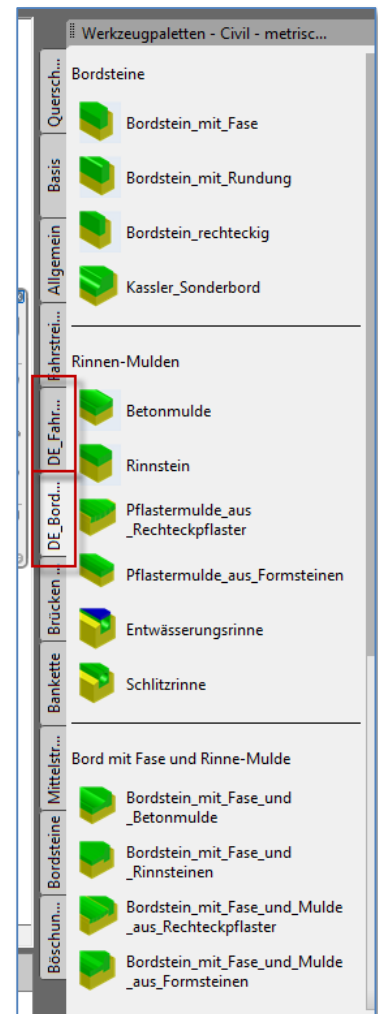 Werkzeugpaletten - Civil - metrisc...
Quersch...
Basis
Allgemein
Fahrstrei...
DE_Fahr...
DE_Bord...
Brücken ...
Bankette
Mittelstr...
Bordsteine
Böschun...
Bordsteine
Bordstein_mit_Fase
Bordstein_mit_Rundung
Bordstein_rechteckig
Kassler_Sonderbord
Rinnen-Mulden
Betonmulde
Rinnstein
Pflastermulde_aus
_Rechteckpflaster
Pflastermulde_aus_Formsteinen
Entwässerungsrinne
Schlitzrinne
Bord mit Fase und Rinne-Mulde
Bordstein_mit_Fase_und
_Betonmulde
Bordstein_mit_Fase_und
_Rinnsteinen
Bordstein_mit_Fase_und_Mulde
_aus_Rechteckpflaster
Bordstein_mit_Fase_und_Mulde
_aus_Formsteinen